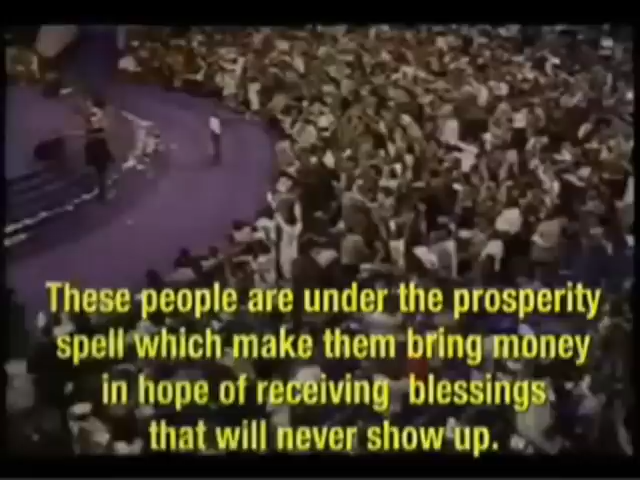 These people are under the prosperity
spell which make them bring money
in hope of receiving blessings
that will never show up.